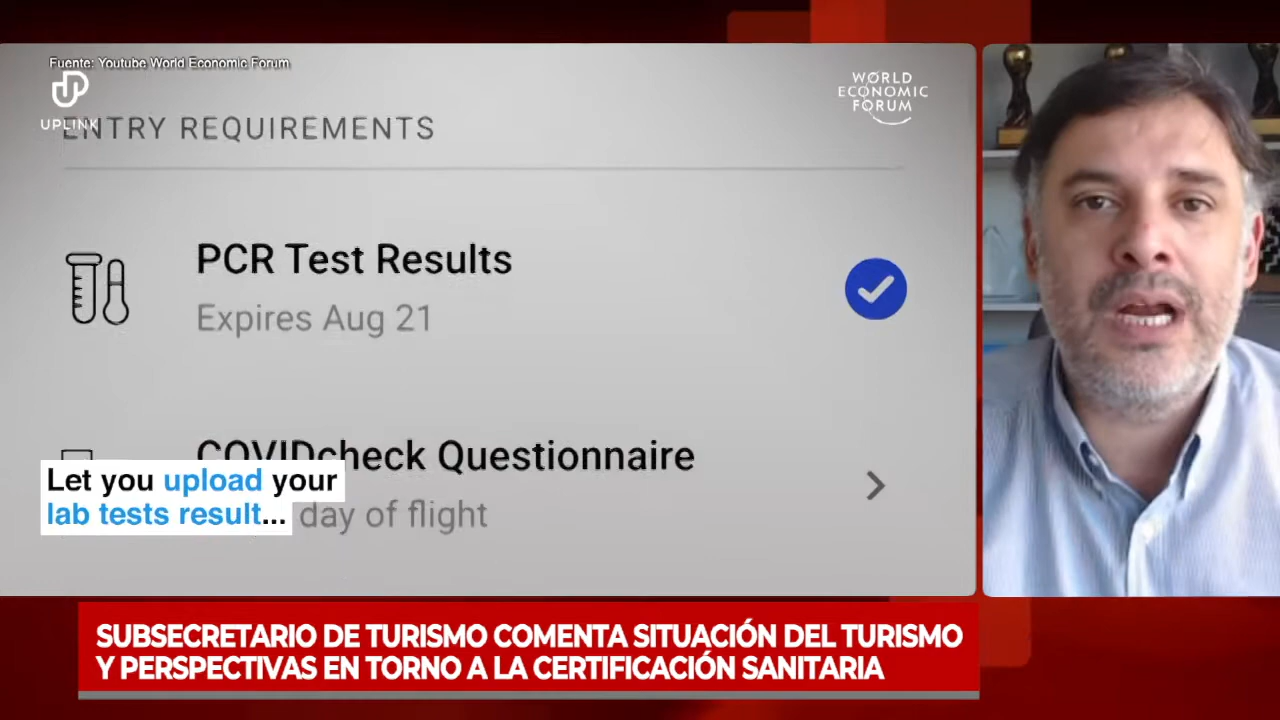 Fuente: Youtube World Economic Forum
UPLINK
WORLD
ECONOMIC
FORUM
ENTRY REQUIREMENTS
PCR Test Results
Expires Aug 21
COVIDcheck Questionnaire
Let you upload your
lab tests result...
day of flight
SUBSECRETARIO DE TURISMO COMENTA SITUACIÓN DEL TURISMO
Y PERSPECTIVAS EN TORNO A LA CERTIFICACIÓN SANITARIA